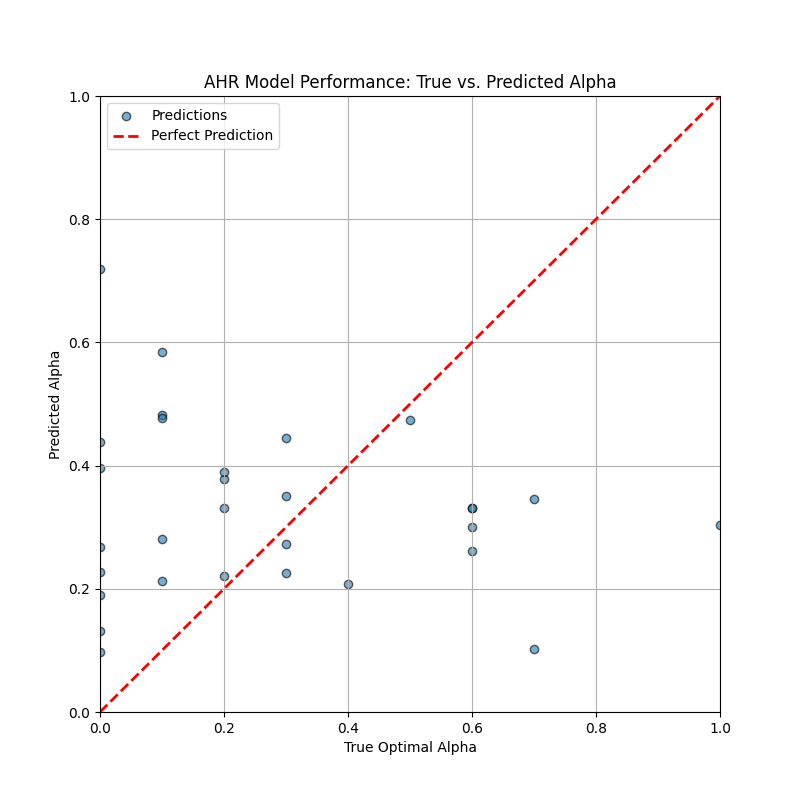 AHR Model Performance: True vs. Predicted Alpha
Predictions
Perfect Prediction
1.0
0.8
0.6
0.4
0.2
0.0
Predicted Alpha
0.0 0.2 0.4 0.6 0.8 1.0
True Optimal Alpha